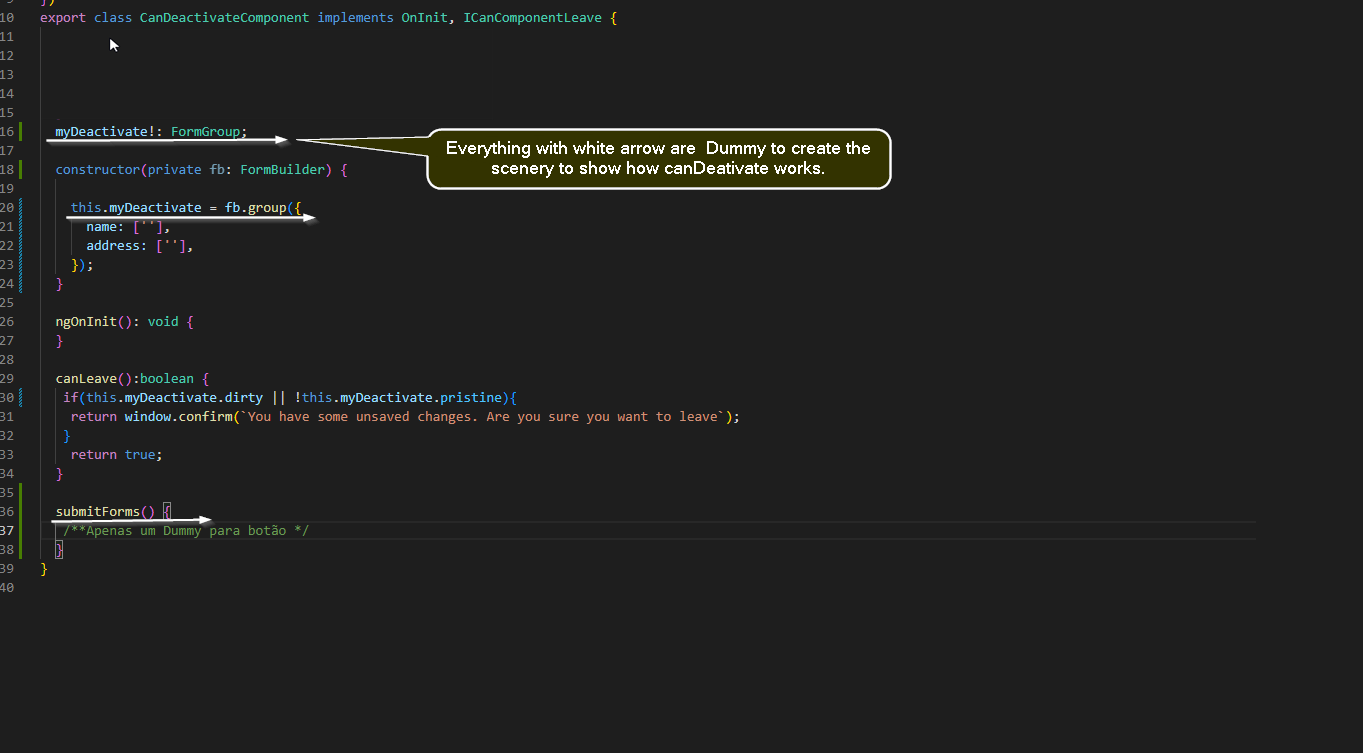 9 })
10 export class CanDeactivateComponent implements OnInit, ICanComponentLeave {
11
12
13
14
15
16 myDeactivate!: FormGroup;
Everything with white arrow are Dummy to create the
scenery to show how canDeativate works.
17
18 constructor(private fb: FormBuilder) {
19
20 this.myDeactivate = fb.group({
21 name: [''],
22 address: [''],
23 });
24 }
25
26 ngOnInit(): void {
27 }
28
29 canLeave():boolean {
30 if(this.myDeactivate.dirty || !this.myDeactivate.pristine){
31 return window.confirm(`You have some unsaved changes. Are you sure you want to leave`);
32 }
33 return true;
34 }
35
36 submitForms() {
37 /**Apenas um Dummy para botão */
38 }
39 }
40